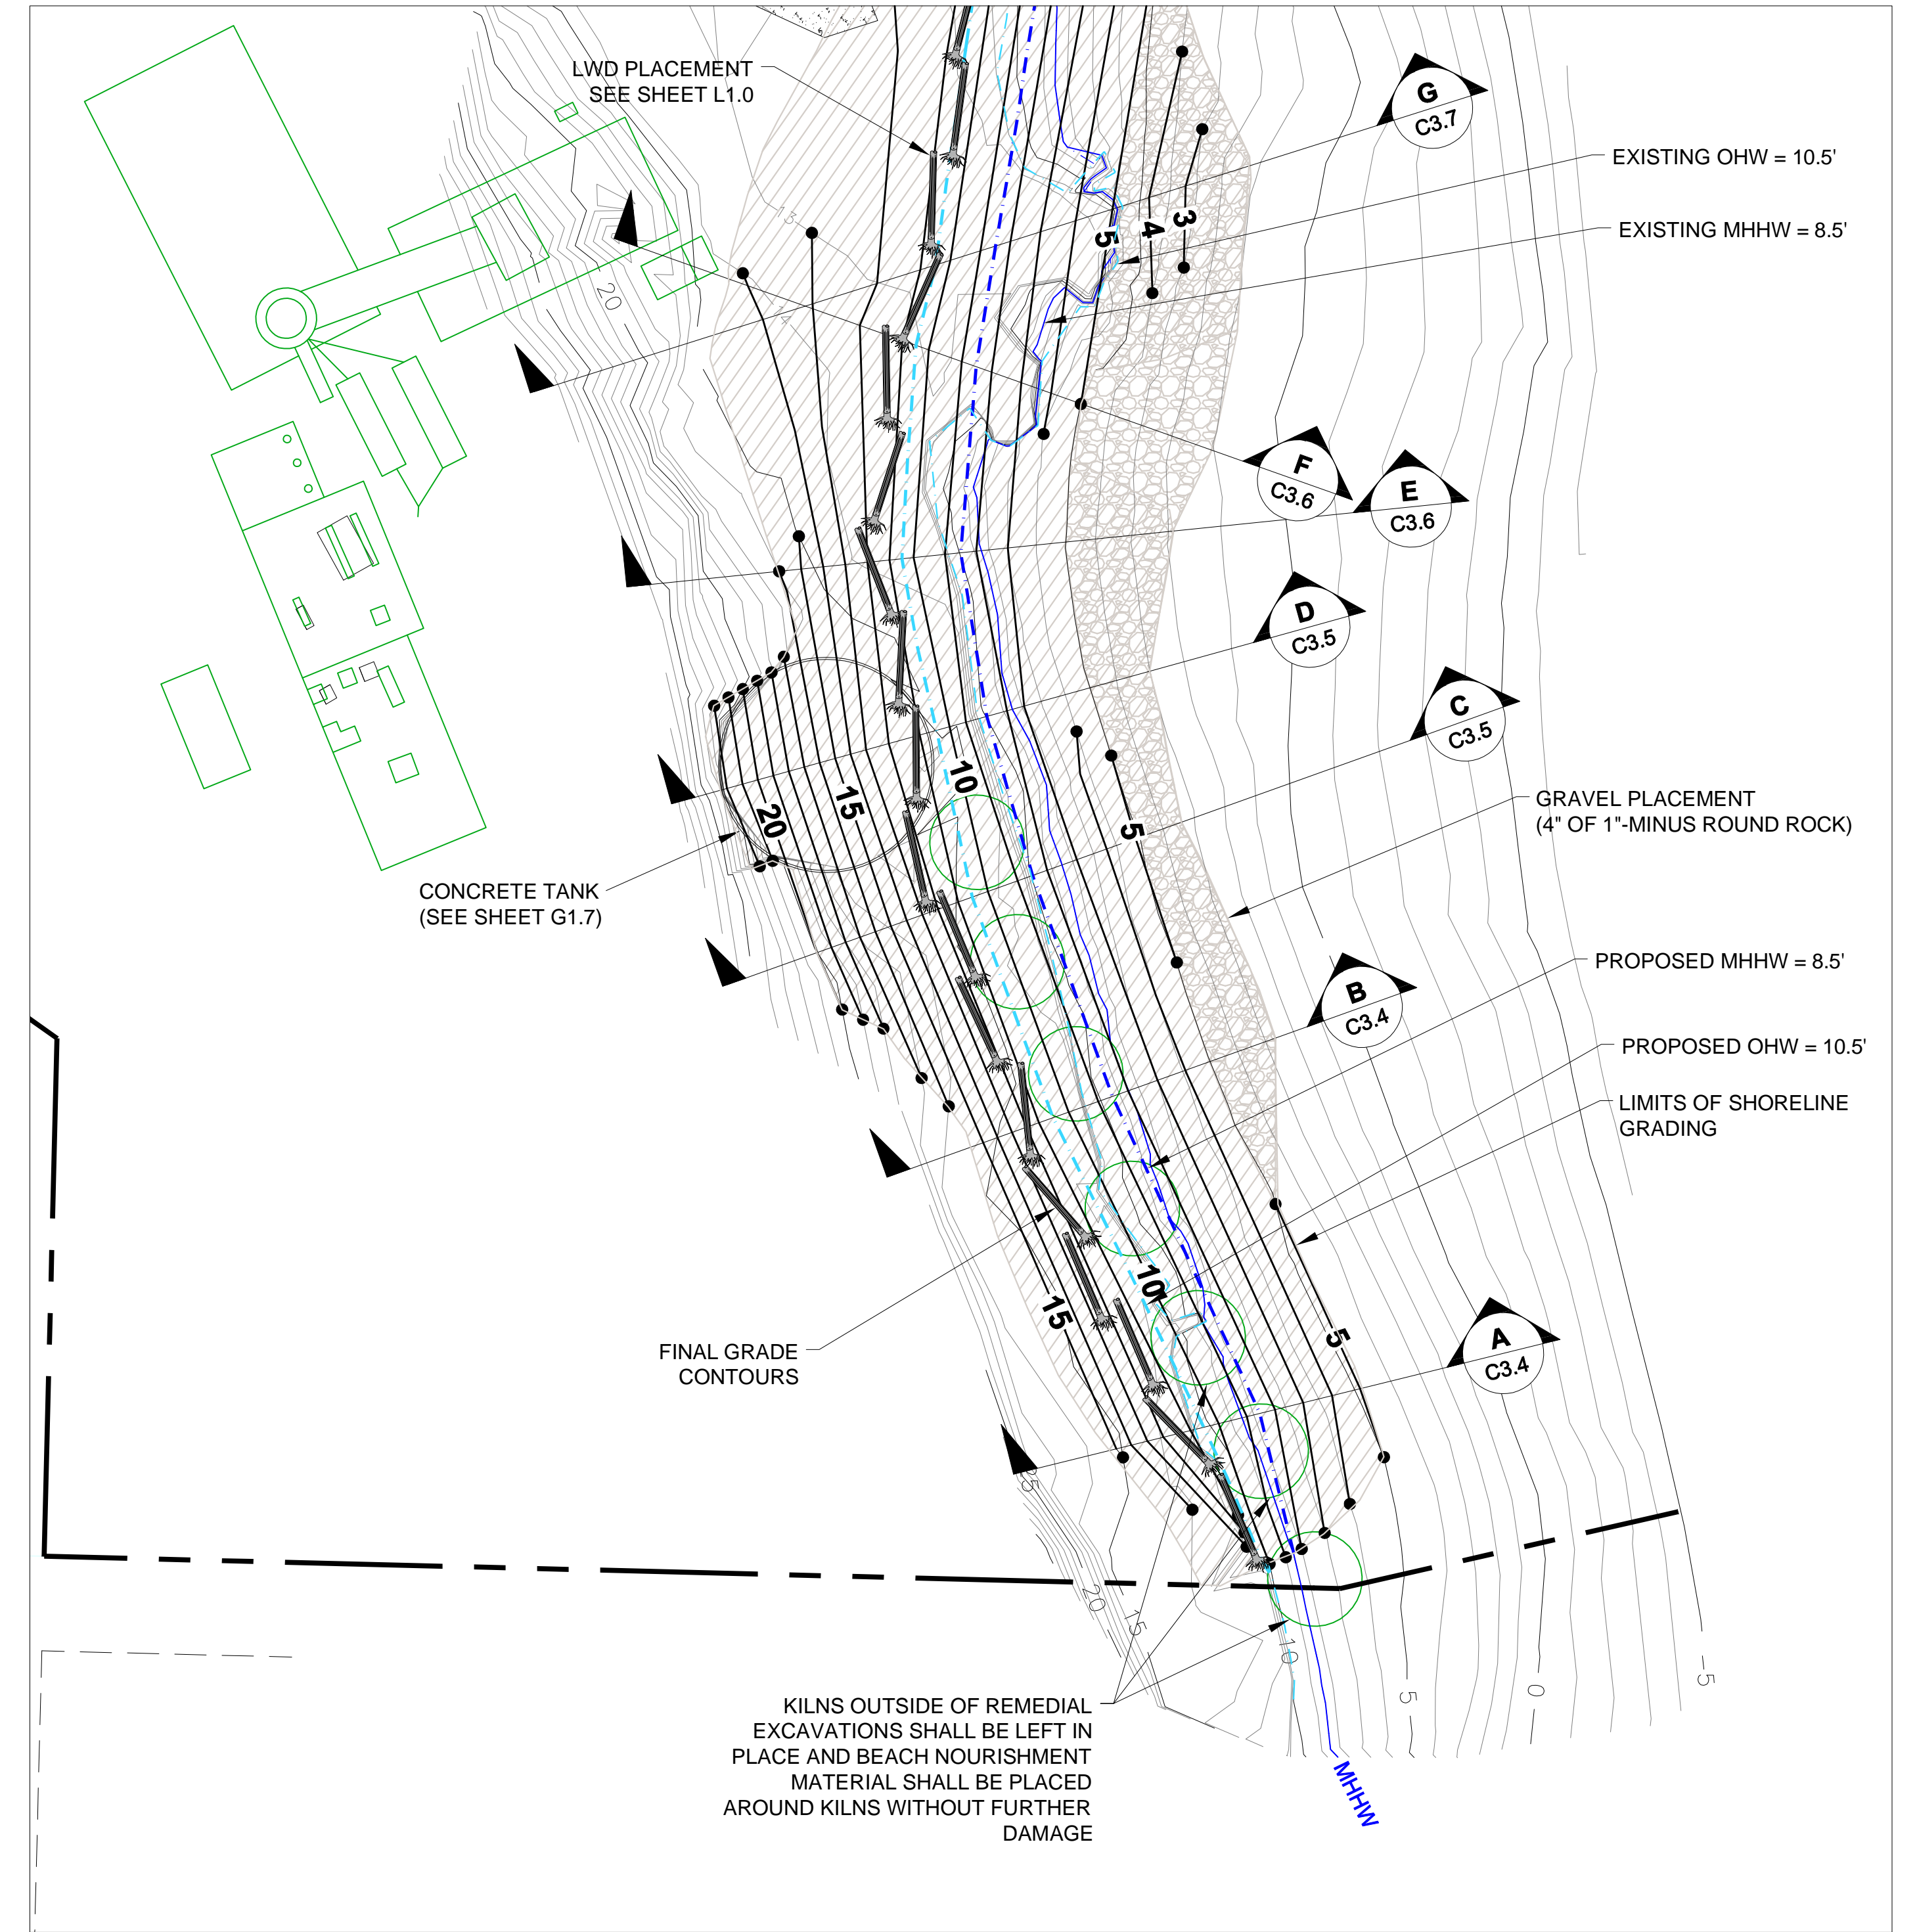 LWD PLACEMENT
SEE SHEET L1.0
G
C3.7
EXISTING OHW = 10.5'
EXISTING MHHW = 8.5'
13
14
20
5
4
3
F
C3.6
E
C3.6
D
C3.5
C
C3.5
10
15
20
5
GRAVEL PLACEMENT
(4" OF 1"-MINUS ROUND ROCK)
CONCRETE TANK
(SEE SHEET G1.7)
PROPOSED MHHW = 8.5'
B
C3.4
PROPOSED OHW = 10.5'
LIMITS OF SHORELINE
GRADING
10
15
5
A
C3.4
FINAL GRADE
CONTOURS
20
15
10
5
0
-5
KILNS OUTSIDE OF REMEDIAL
EXCAVATIONS SHALL BE LEFT IN
PLACE AND BEACH NOURISHMENT
MATERIAL SHALL BE PLACED
AROUND KILNS WITHOUT FURTHER
DAMAGE
MHHW